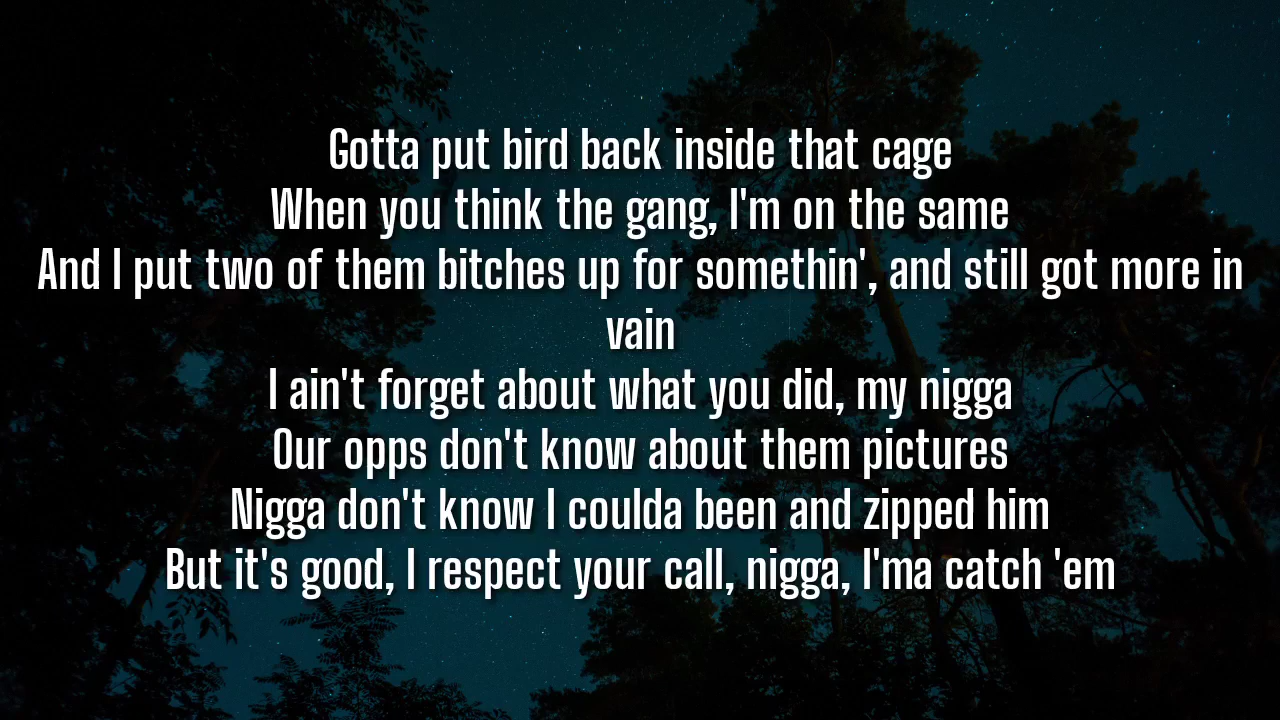 Gotta put bird back inside that cage
When you think the gang, I'm on the same
And I put two of them bitches up for somethin', and still got more in
vain
I ain't forget about what you did, my nigga
Our opps don't know about them pictures
Nigga don't know I coulda been and zipped him
But it's good, I respect your call, nigga, I'ma catch 'em